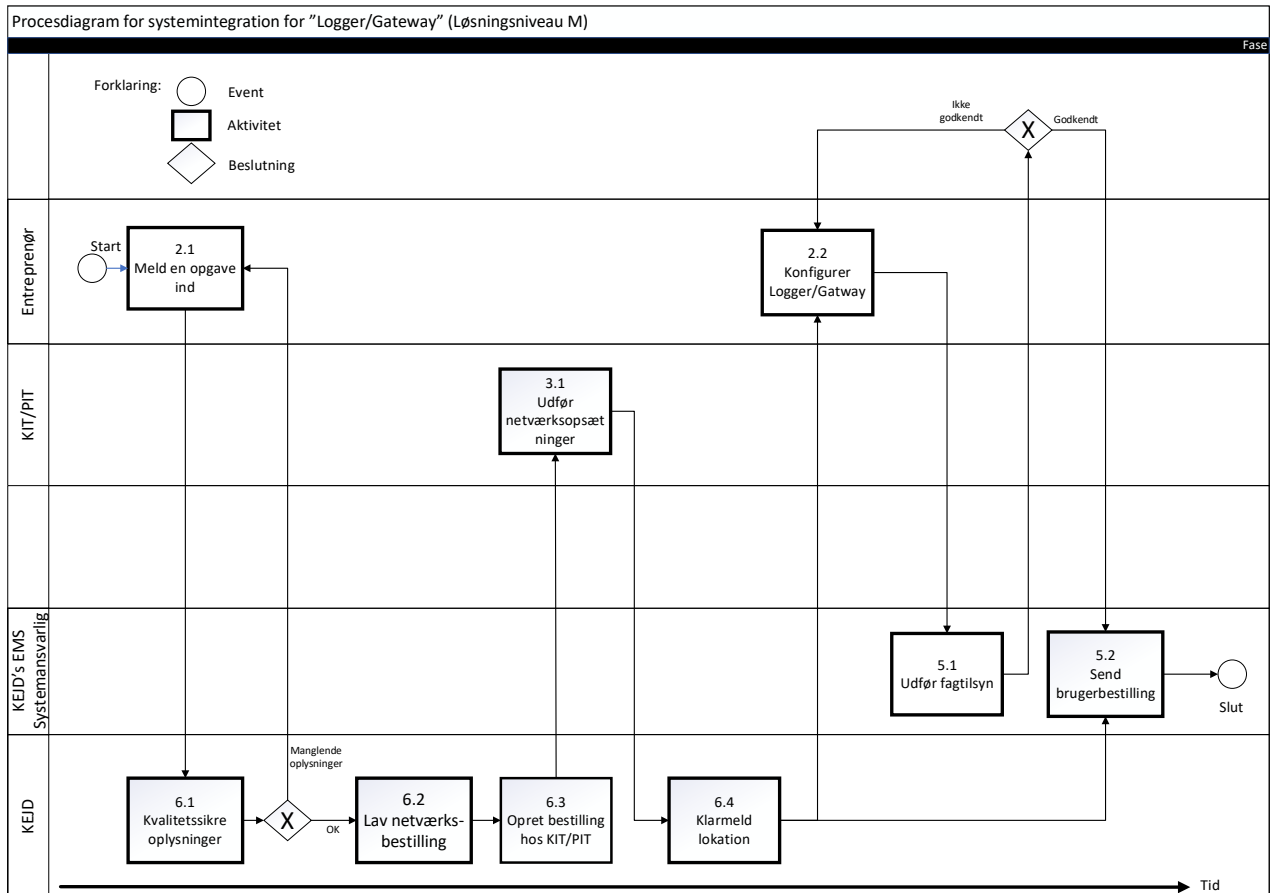 Procesdiagram for systemintegration for ”Logger/Gateway” (Løsningsniveau M)
Fase
Forklaring:
Event
Aktivitet
Beslutning
Ikke
godkendt
X
Godkendt
Entreprenør
Start
2.1
Meld en opgave
ind
2.2
Konfigurer
Logger/Gatway
KIT/PIT
3.1
Udfør
netværksopsæt
ninger
KEJD’s EMS
Systemansvarlig
5.1
Udfør fagtilsyn
5.2
Send
brugerbestilling
Slut
KEJD
6.1
Kvalitetssikre
oplysninger
Manglende
oplysninger
X
OK
6.2
Lav netværks-
bestilling
6.3
Opret bestilling
hos KIT/PIT
6.4
Klarmeld
lokation
Tid